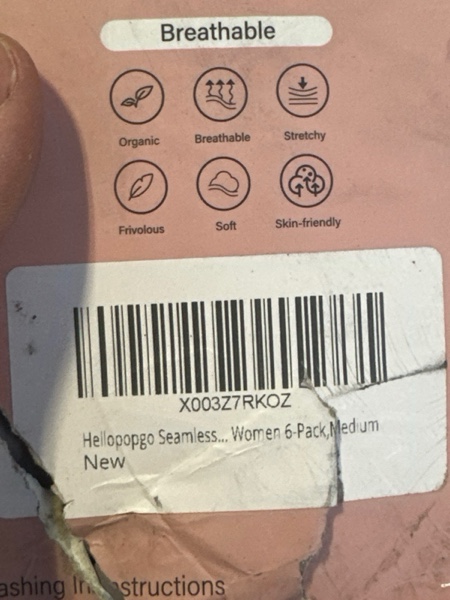 Breathable
Organic Breathable Stretchy
Frivolous Soft Skin-friendly
X003Z7RKOZ
Hellopopgo Seamless... Women 6-Pack,Medium
New
ashing In structions